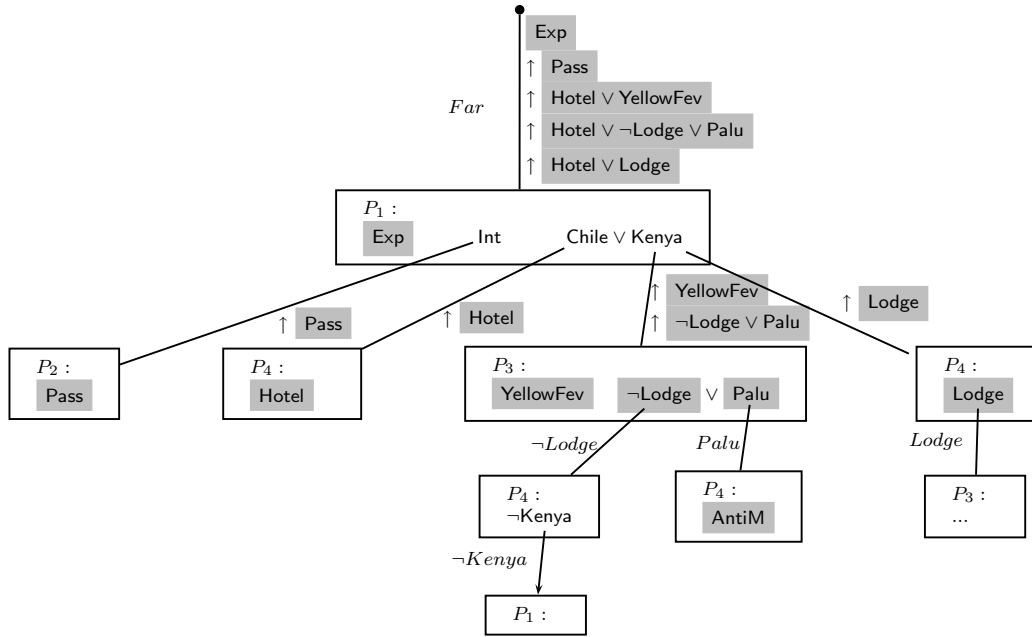 Exp
↑ Pass
Far
↑ Hotel ∨ YellowFev
↑ Hotel ∨ ¬Lodge ∨ Palu
↑ Hotel ∨ Lodge
P1 :
Exp Int Chile ∨ Kenya
↑ Pass
↑ Hotel
↑ YellowFev
↑ ¬Lodge ∨ Palu
↑ Lodge
P2 :
Pass
P4 :
Hotel
P3 :
YellowFev ¬Lodge ∨ Palu
P4 :
Lodge
¬Lodge
Palu
Lodge
P4 :
¬Kenya
P4 :
AntiM
P3 :
...
¬Kenya
P1 :